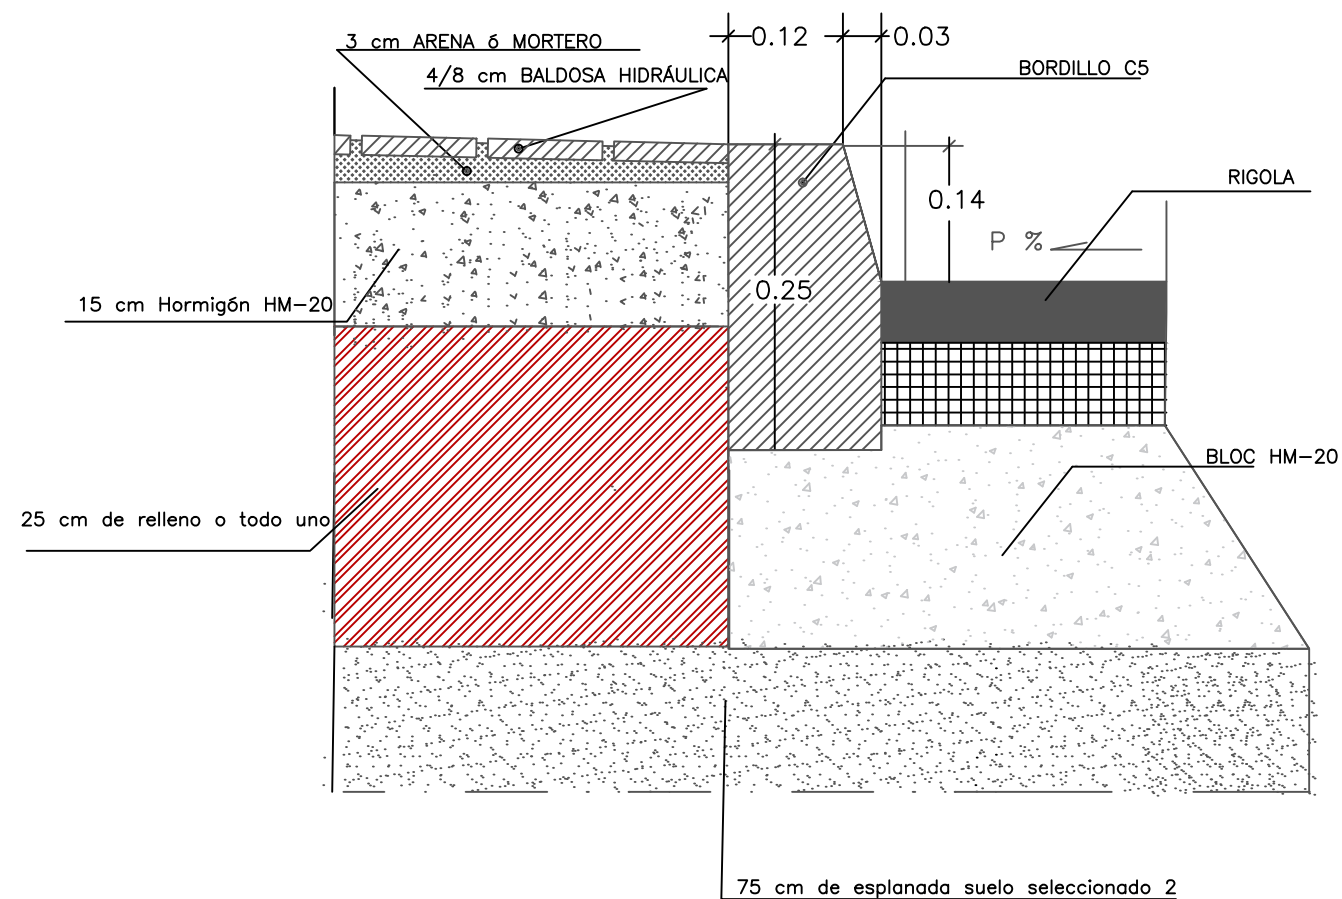 0.12
0.03
3 cm ARENA ó MORTERO
4/8 cm BALDOSA HIDRÁULICA
BORDILLO C5
RIGOLA
0.14
P %
0.25
15 cm Hormigón HM-20
BLOC HM-20
25 cm de relleno o todo uno
75 cm de esplanada suelo seleccionado 2